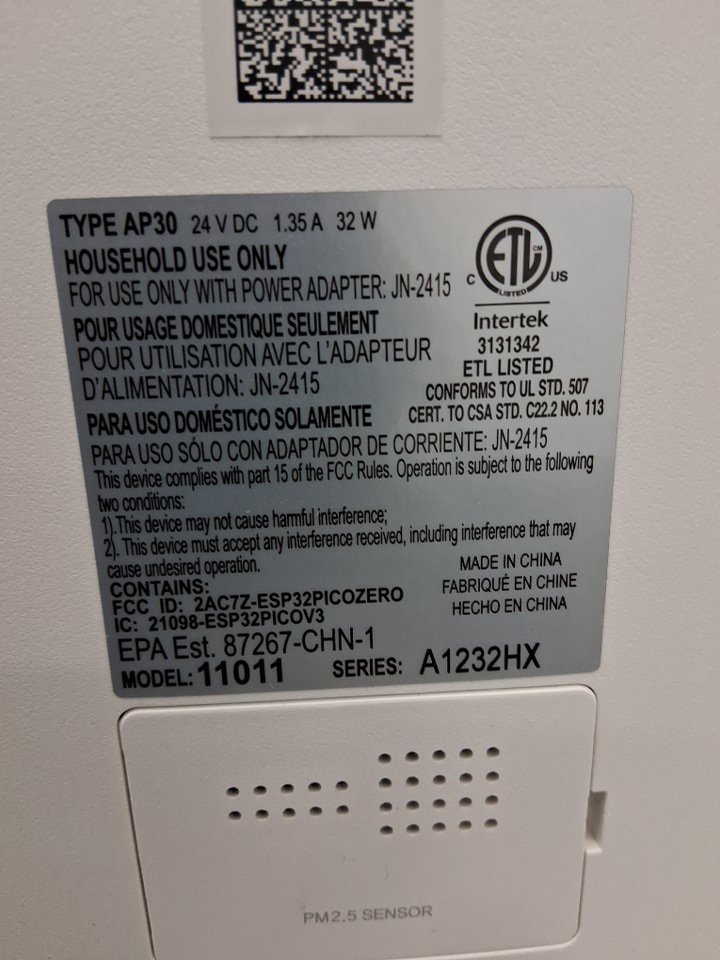 TYPE AP30 24 V DC 1.35 A 32 W
HOUSEHOLD USE ONLY
FOR USE ONLY WITH POWER ADAPTER: JN-2415
POUR USAGE DOMESTIQUE SEULEMENT
POUR UTILISATION AVEC L'ADAPTEUR
D'ALIMENTATION: JN-2415
PARA USO DOMÉSTICO SOLAMENTE
PARA USO SÓLO CON ADAPTADOR DE CORRIENTE: JN-2415
ETL CM
LISTED
C US
Intertek
3131342
ETL LISTED
CONFORMS TO UL STD. 507
CERT. TO CSA STD. C22.2 NO. 113
This device complies with part 15 of the FCC Rules. Operation is subject to the following
two conditions:
1).This device may not cause harmful interference;
2). This device must accept any interference received, including interference that may
cause undesired operation.
CONTAINS:
FCC ID: 2AC7Z-ESP32PICOZERO
IC: 21098-ESP32PICOV3
MADE IN CHINA
FABRIQUÉ EN CHINE
HECHO EN CHINA
EPA Est. 87267-CHN-1
MODEL: 11011 SERIES: A1232HX
PM2.5 SENSOR